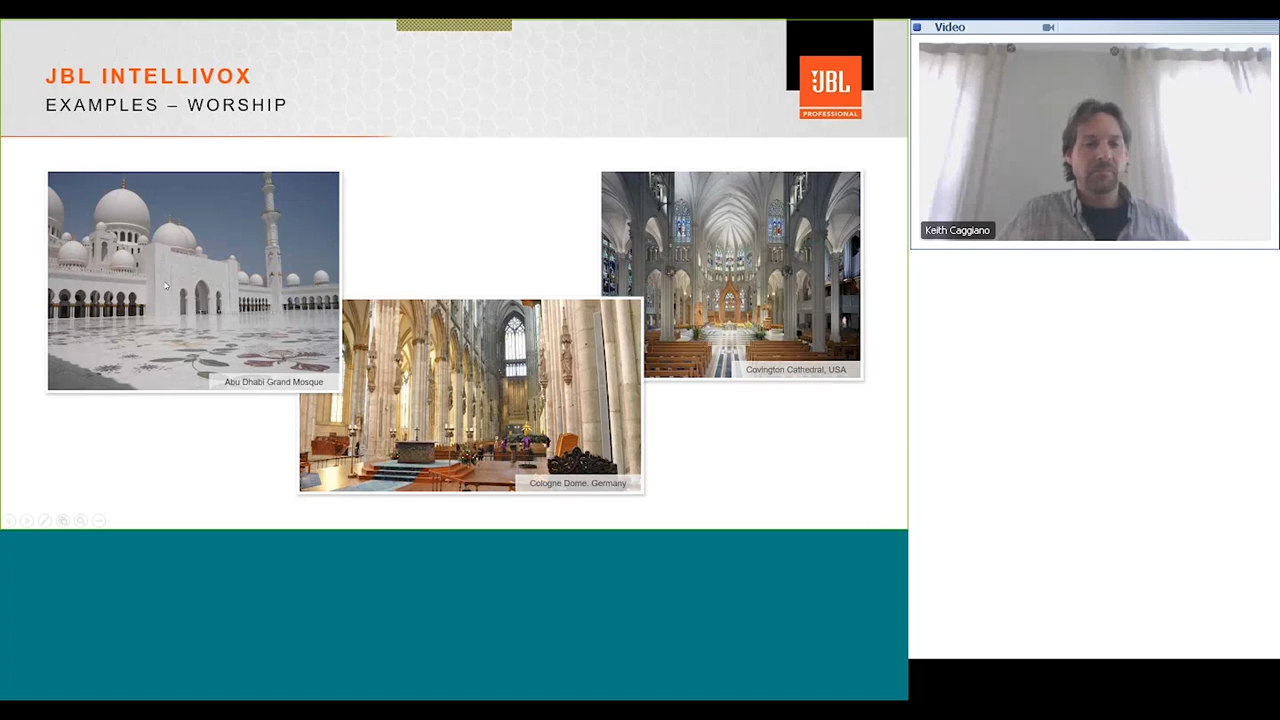 JBL INTELLIVOX
EXAMPLES – WORSHIP
JBL
PROFESSIONAL
Abu Dhabi Grand Mosque
Covington Cathedral, USA
Cologne Dome. Germany
Video
Keith Caggiano